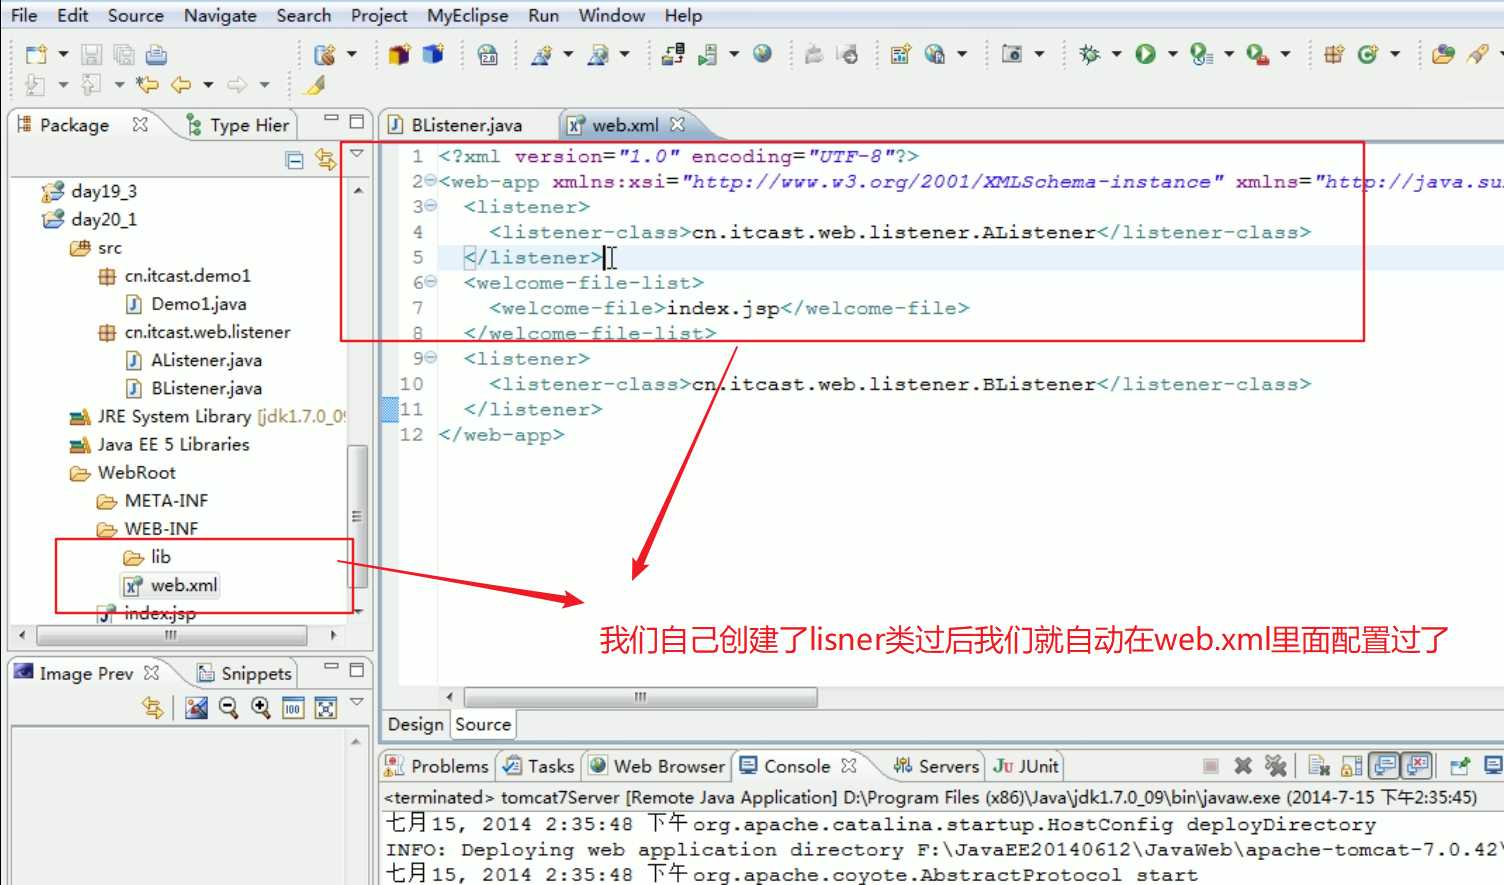 File Edit Source Navigate Search Project MyEclipse Run Window Help
Package Type Hier
day19_3
day20_1
src
cn.itcast.demo1
Demo1.java
cn.itcast.web.listener
AListener.java
BListener.java
JRE System Library [jdk1.7.0_09
Java EE 5 Libraries
WebRoot
META-INF
WEB-INF
lib
web.xml
index.jsp
Image Prev Snippets
BListener.java web.xml
1 <?xml version="1.0" encoding="UTF-8"?>
2 <web-app xmlns:xsi="http://www.w3.org/2001/XMLSchema-instance" xmlns="http://java.su
3 <listener>
4 <listener-class>cn.itcast.web.listener.AListener</listener-class>
5 </listener>
6 <welcome-file-list>
7 <welcome-file>index.jsp</welcome-file>
8 </welcome-file-list>
9 <listener>
10 <listener-class>cn.itcast.web.listener.BListener</listener-class>
11 </listener>
12 </web-app>
我们自己创建了lisner类过后我们就自动在web.xml里面配置过了
Design Source
Problems Tasks Web Browser Console Servers JUnit
<terminated> tomcat7Server [Remote Java Application] D:\Program Files (x86)\Java\jdk1.7.0_09\bin\javaw.exe (2014-7-15 下午2:35:45)
七月 15, 2014 2:35:48 下午 org.apache.catalina.startup.HostConfig deployDirectory
INFO: Deploying web application directory F:\JavaEE20140612\JavaWeb\apache-tomcat-7.0.42\
七月 15, 2014 2:35:48 下午 org.apache.coyote.AbstractProtocol start